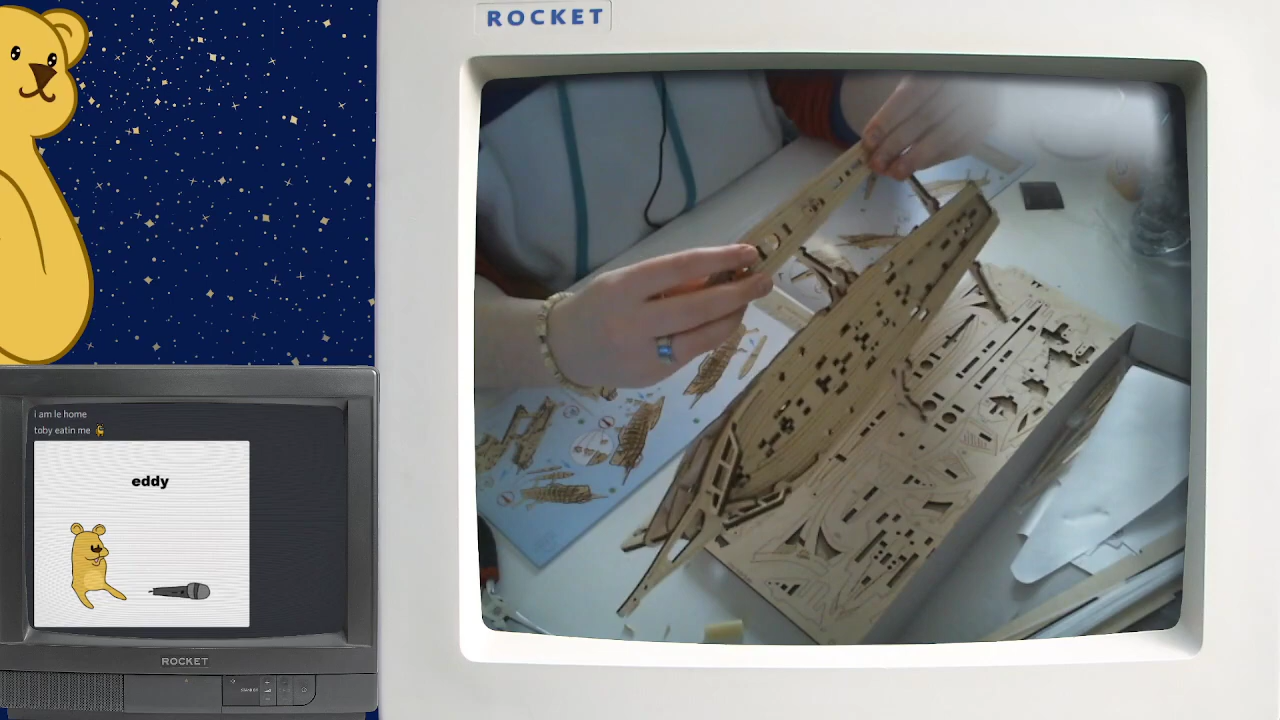 ROCKET
i am le home
toby eatin me
eddy
ROCKET